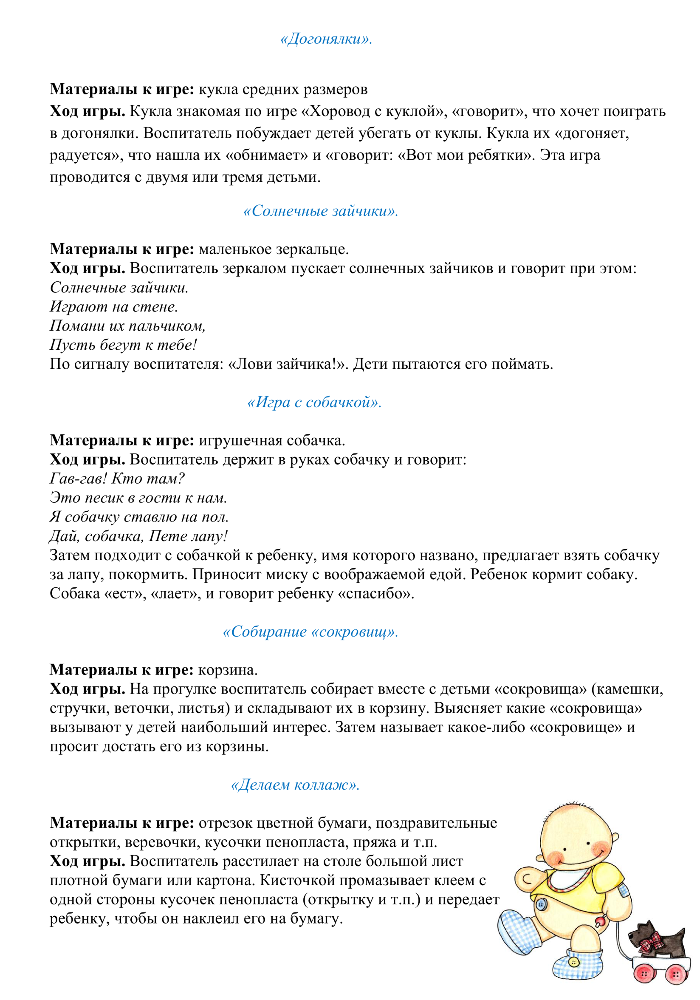 «Догонялки».
Материалы к игре: кукла средних размеров
Ход игры. Кукла знакомая по игре «Хоровод с куклой», «говорит», что хочет поиграть
в догонялки. Воспитатель побуждает детей убегать от куклы. Кукла их «догоняет,
радуется», что нашла их «обнимает» и «говорит: «Вот мои ребятки». Эта игра
проводится с двумя или тремя детьми.
«Солнечные зайчики».
Материалы к игре: маленькое зеркальце.
Ход игры. Воспитатель зеркалом пускает солнечных зайчиков и говорит при этом:
Солнечные зайчики.
Играют на стене.
Помани их пальчиком,
Пусть бегут к тебе!
По сигналу воспитателя: «Лови зайчика!». Дети пытаются его поймать.
«Игра с собачкой».
Материалы к игре: игрушечная собачка.
Ход игры. Воспитатель держит в руках собачку и говорит:
Гав-гав! Кто там?
Это песик в гости к нам.
Я собачку ставлю на пол.
Дай, собачка, Пете лапу!
Затем подходит с собачкой к ребенку, имя которого названо, предлагает взять собачку
за лапу, покормить. Приносит миску с воображаемой едой. Ребенок кормит собаку.
Собака «ест», «лает», и говорит ребенку «спасибо».
«Собирание «сокровищ».
Материалы к игре: корзина.
Ход игры. На прогулке воспитатель собирает вместе с детьми «сокровища» (камешки,
стручки, веточки, листья) и складывают их в корзину. Выясняет какие «сокровища»
вызывают у детей наибольший интерес. Затем называет какое-либо «сокровище» и
просит достать его из корзины.
«Делаем коллаж».
Материалы к игре: отрезок цветной бумаги, поздравительные
открытки, веревочки, кусочки пенопласта, пряжа и т.п.
Ход игры. Воспитатель расстилает на столе большой лист
плотной бумаги или картона. Кисточкой промазывает клеем с
одной стороны кусочек пенопласта (открытку и т.п.) и передает
ребенку, чтобы он наклеил его на бумагу.